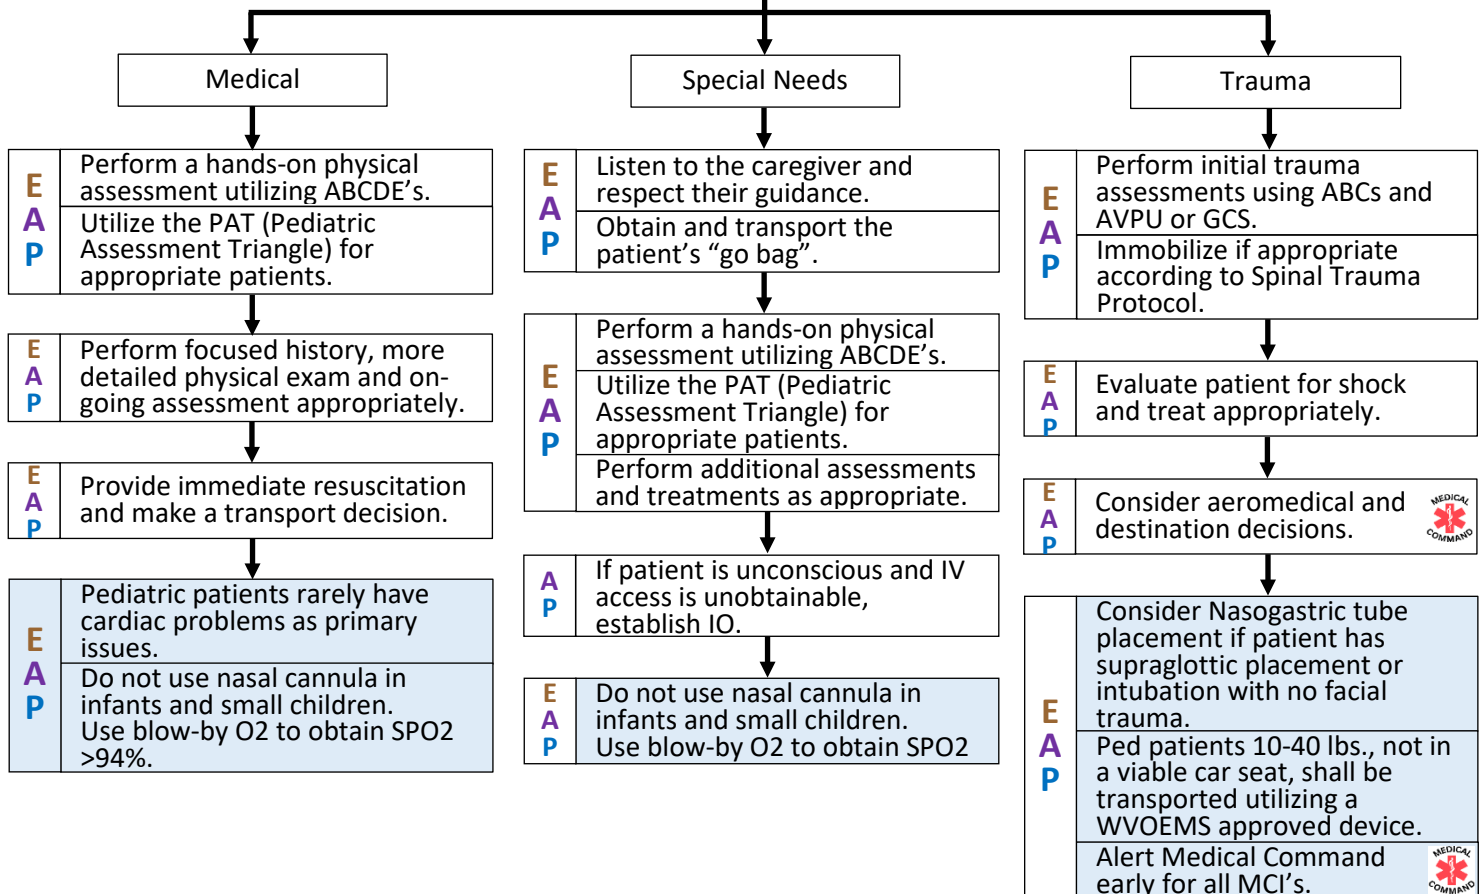 Medical
E
A
P
Perform a hands-on physical
assessment utilizing ABCDE’s.
Utilize the PAT (Pediatric
Assessment Triangle) for
appropriate patients.
E
A
P
Perform focused history, more
detailed physical exam and on-
going assessment appropriately.
E
A
P
Provide immediate resuscitation
and make a transport decision.
E
A
P
Pediatric patients rarely have
cardiac problems as primary
issues.
Do not use nasal cannula in
infants and small children.
Use blow-by O2 to obtain SPO2
>94%.
Special Needs
E
A
P
Listen to the caregiver and
respect their guidance.
Obtain and transport the
patient’s “go bag”.
E
A
P
Perform a hands-on physical
assessment utilizing ABCDE’s.
Utilize the PAT (Pediatric
Assessment Triangle) for
appropriate patients.
Perform additional assessments
and treatments as appropriate.
A
P
If patient is unconscious and IV
access is unobtainable,
establish IO.
E
A
P
Do not use nasal cannula in
infants and small children.
Use blow-by O2 to obtain SPO2
Trauma
E
A
P
Perform initial trauma
assessments using ABCs and
AVPU or GCS.
Immobilize if appropriate
according to Spinal Trauma
Protocol.
E
A
P
Evaluate patient for shock
and treat appropriately.
E
A
P
Consider aeromedical and
destination decisions.
MEDICAL
COMMAND
E
A
P
Consider Nasogastric tube
placement if patient has
supraglottic placement or
intubation with no facial
trauma.
Ped patients 10-40 lbs., not in
a viable car seat, shall be
transported utilizing a
WVOEMS approved device.
Alert Medical Command
early for all MCI’s.
MEDICAL
COMMAND